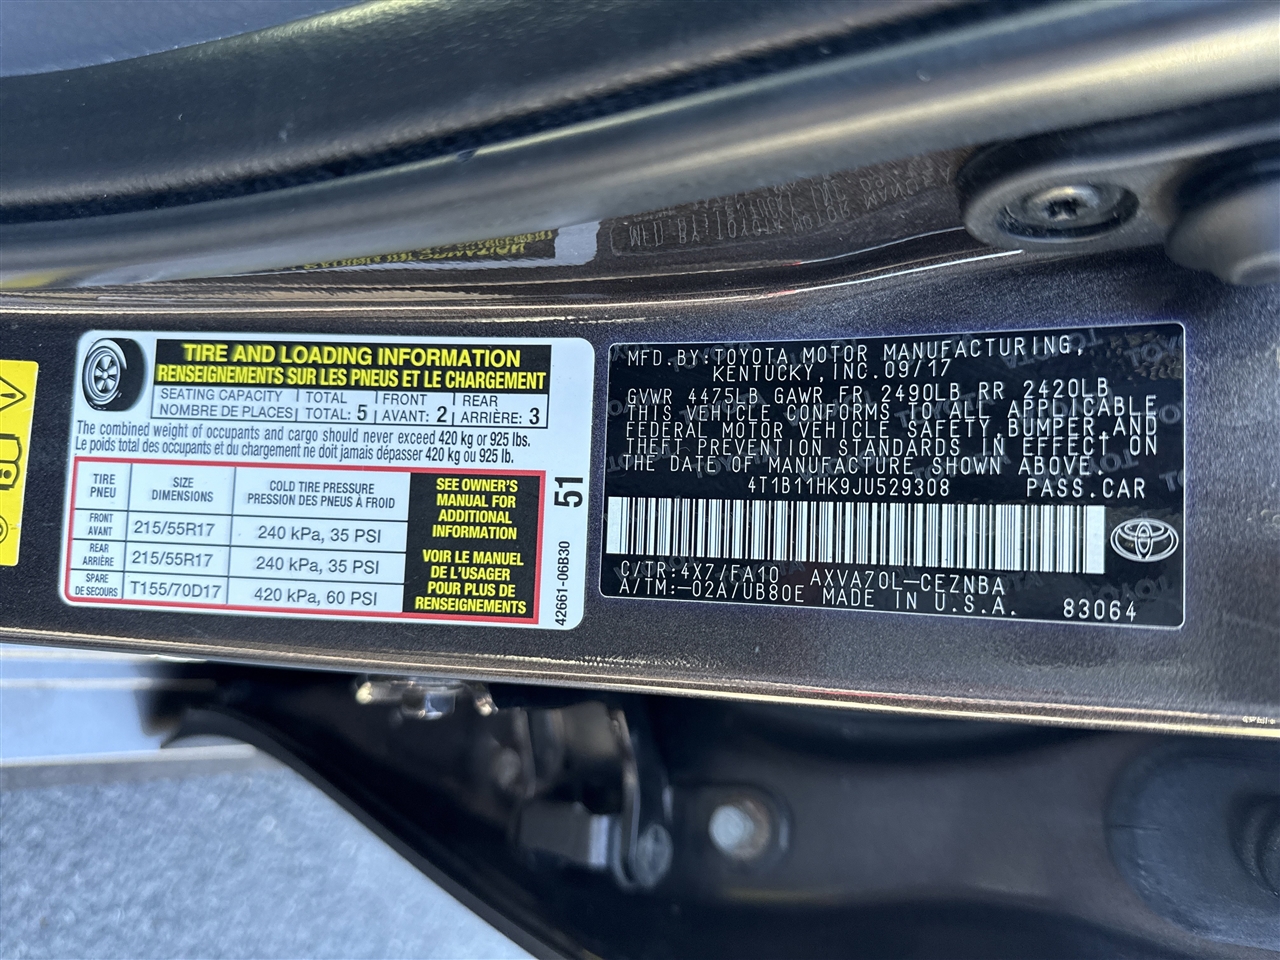 TIRE AND LOADING INFORMATION
RENSEIGNEMENTS SUR LES PNEUS ET LE CHARGEMENT
SEATING CAPACITY TOTAL FRONT REAR
NOMBRE DE PLACES TOTAL: 5 AVANT: 2 ARRIÈRE: 3
The combined weight of occupants and cargo should never exceed 420 kg or 925 lbs.
Le poids total des occupants et du chargement ne doit jamais dépasser 420 kg ou 925 lb.
TIRE
PNEU
SIZE
DIMENSIONS
COLD TIRE PRESSURE
PRESSION DES PNEUS À FROID
FRONT
AVANT
215/55R17
240 kPa, 35 PSI
REAR
ARRIÈRE
215/55R17
240 kPa, 35 PSI
SPARE
DE SECOURS
T155/70D17
420 kPa, 60 PSI
SEE OWNER'S
MANUAL FOR
ADDITIONAL
INFORMATION
VOIR LE MANUEL
DE L'USAGER
POUR PLUS DE
RENSEIGNEMENTS
51
42661-06B30
MFD.BY:TOYOTA MOTOR MANUFACTURING,
KENTUCKY,INC.09/17
GVWR 4475LB GAWR FR 2490LB RR 2420LB
THIS VEHICLE CONFORMS TO ALL APPLICABLE
FEDERAL MOTOR VEHICLE SAFETY,BUMPER,AND
THEFT PREVENTION STANDARDS IN EFFECT ON
THE DATE OF MANUFACTURE SHOWN ABOVE.
4T1B11HK9JU529308 PASS.CAR
C/TR:4X7/FA10 AXVA70L-CEZNBA
A/TM:-02A/UB80E MADE IN U.S.A. 83064